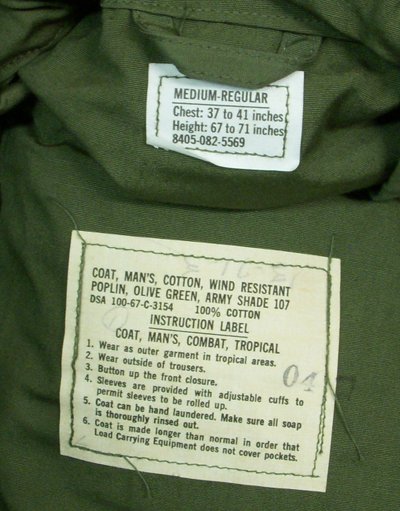 MEDIUM-REGULAR
Chest: 37 to 41 inches
Height: 67 to 71 inches
8405-082-5569
COAT, MAN'S, COTTON, WIND RESISTANT
POPLIN, OLIVE GREEN, ARMY SHADE 107
DSA 100-67-C-3154 100% COTTON
INSTRUCTION LABEL
COAT, MAN'S, COMBAT, TROPICAL
1. Wear as outer garment in tropical areas.
2. Wear outside of trousers.
3. Button up the front closure.
4. Sleeves are provided with adjustable cuffs to
permit sleeves to be rolled up.
5. Coat can be hand laundered. Make sure all soap
is thoroughly rinsed out.
6. Coat is made longer than normal in order that
Load Carrying Equipment does not cover pockets.
04